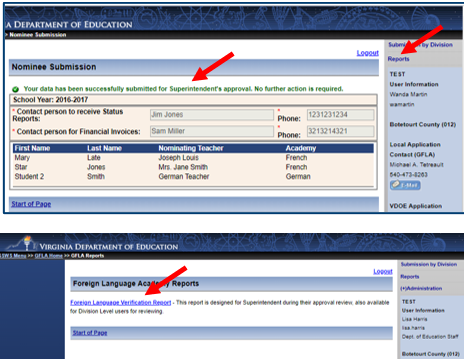 A DEPARTMENT OF EDUCATION
> Nominee Submission
Submission by Division
Logout
Reports
Nominee Submission
TEST
User Information
Wanda Martin
wamartin
Your data has been successfully submitted for Superintendent's approval. No further action is required.
School Year: 2016-2017
* Contact person to receive Status Reports: Jim Jones * Phone: 1231231234
* Contact person for Financial Invoices: Sam Miller * Phone: 3213214321
Botetourt County (012)
First Name Last Name Nominating Teacher Academy
Mary Late Joseph Louis French
Star Jones Mrs. Jane Smith French
Student 2 Smith German Teacher German
Local Application
Contact (GFLA)
Michael A. Tetreault
540-473-8263
E-Mail
Start of Page
VDOE Application
VIRGINIA DEPARTMENT OF EDUCATION
SSWS Menu >> GFLA Home >> GFLA Reports
Submission by Division
Logout
Reports
Foreign Language Academy Reports
(+)Administration
Foreign Language Verification Report - This report is designed for Superintendent during their approval review, also available
for Division Level users for reviewing.
TEST
User Information
Lisa Harris
lisa.harris
Dept. of Education Staff
Start of Page
Botetourt County (012)